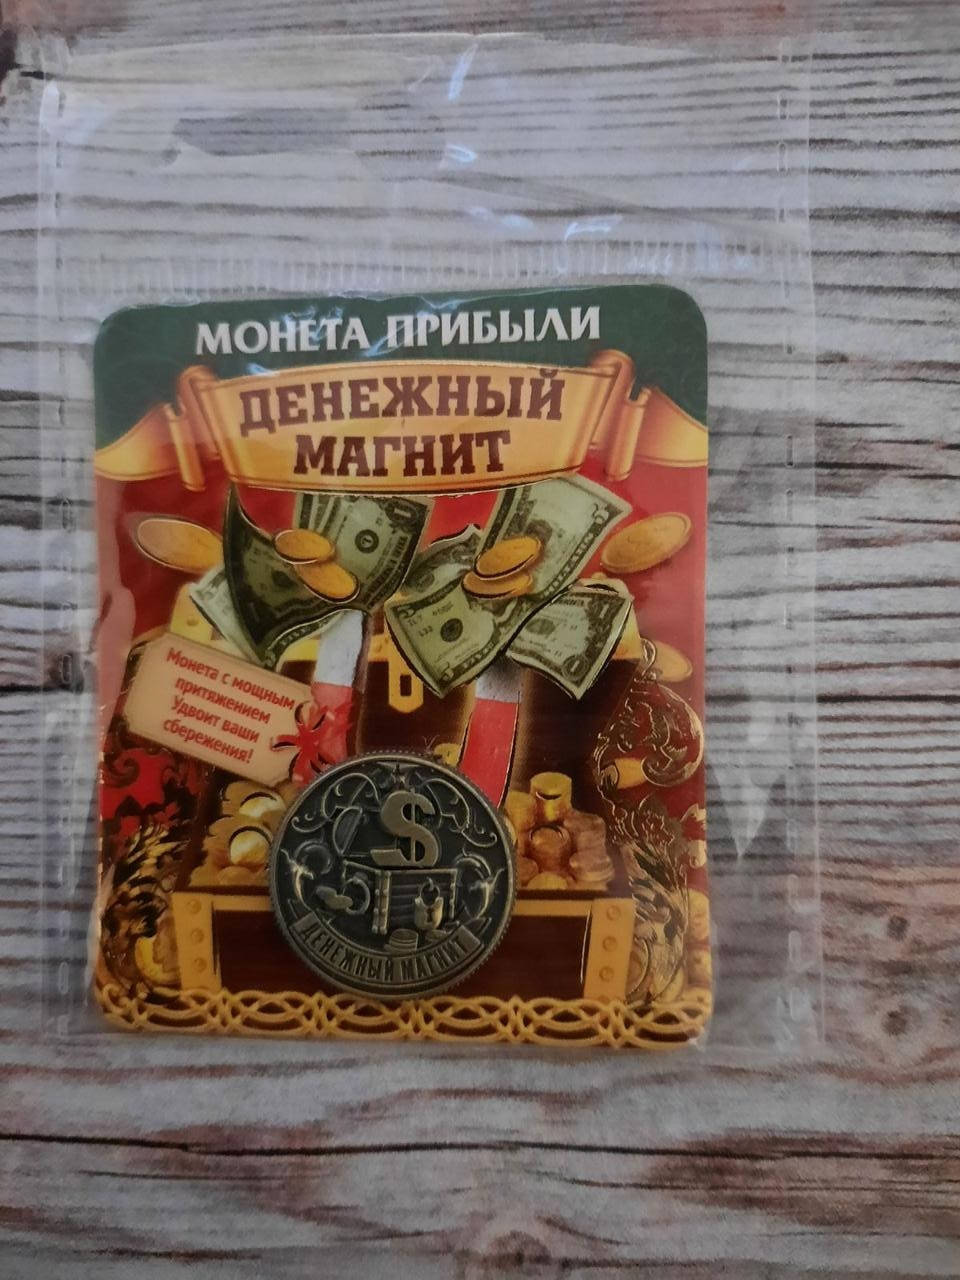 МОНЕТА ПРИБЫЛИ
ДЕНЕЖНЫЙ
МАГНИТ
Монета с мощным
притяжением
Удвоит ваши
сбережения!
$
ДЕНЕЖНЫЙ МАГНИТ